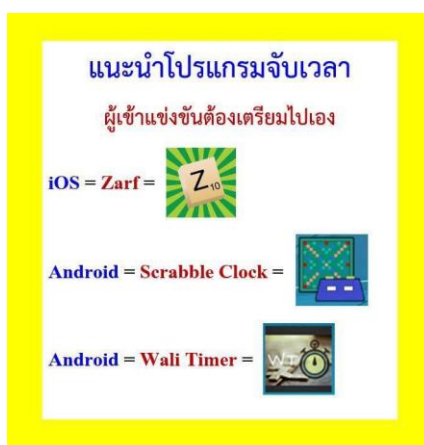 แนะนำโปรแกรมจับเวลา
ผู้เข้าแข่งขันต้องเตรียมไปเอง
iOS = Zarf =
Z10
Android = Scrabble Clock =
Android = Wali Timer =
WT